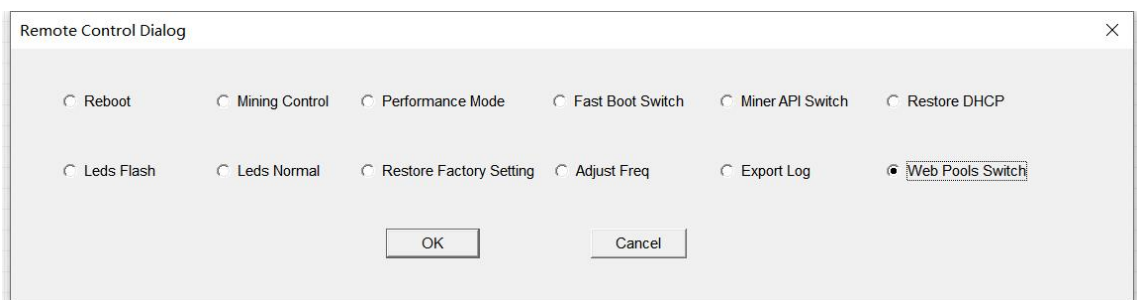 Remote Control Dialog
Reboot Mining Control Performance Mode Fast Boot Switch Miner API Switch Restore DHCP
Leds Flash Leds Normal Restore Factory Setting Adjust Freq Export Log Web Pools Switch
OK Cancel